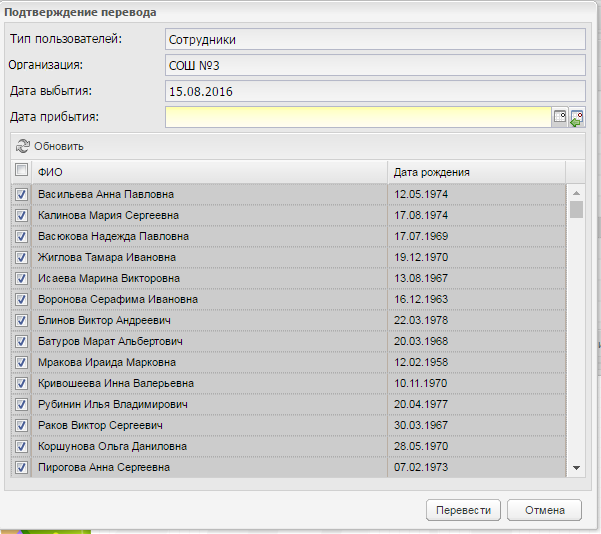 Подтверждение перевода
Тип пользователей: Сотрудники
Организация: СОШ №3
Дата выбытия: 15.08.2016
Дата прибытия:
Обновить
ФИО Дата рождения
Васильева Анна Павловна 12.05.1974
Калинова Мария Сергеевна 17.08.1974
Васюкова Надежда Павловна 17.07.1969
Жиглова Тамара Ивановна 19.12.1970
Исаева Марина Викторовна 13.08.1967
Воронова Серафима Ивановна 16.12.1963
Блинов Виктор Андреевич 22.03.1978
Батуров Марат Альбертович 20.03.1968
Мракова Ираида Марковна 12.02.1958
Кривошеева Инна Валерьевна 10.11.1970
Рубинин Илья Владимирович 20.04.1977
Раков Виктор Сергеевич 30.03.1967
Коршунова Ольга Даниловна 28.05.1970
Пирогова Анна Сергеевна 07.02.1973
Перевести Отмена